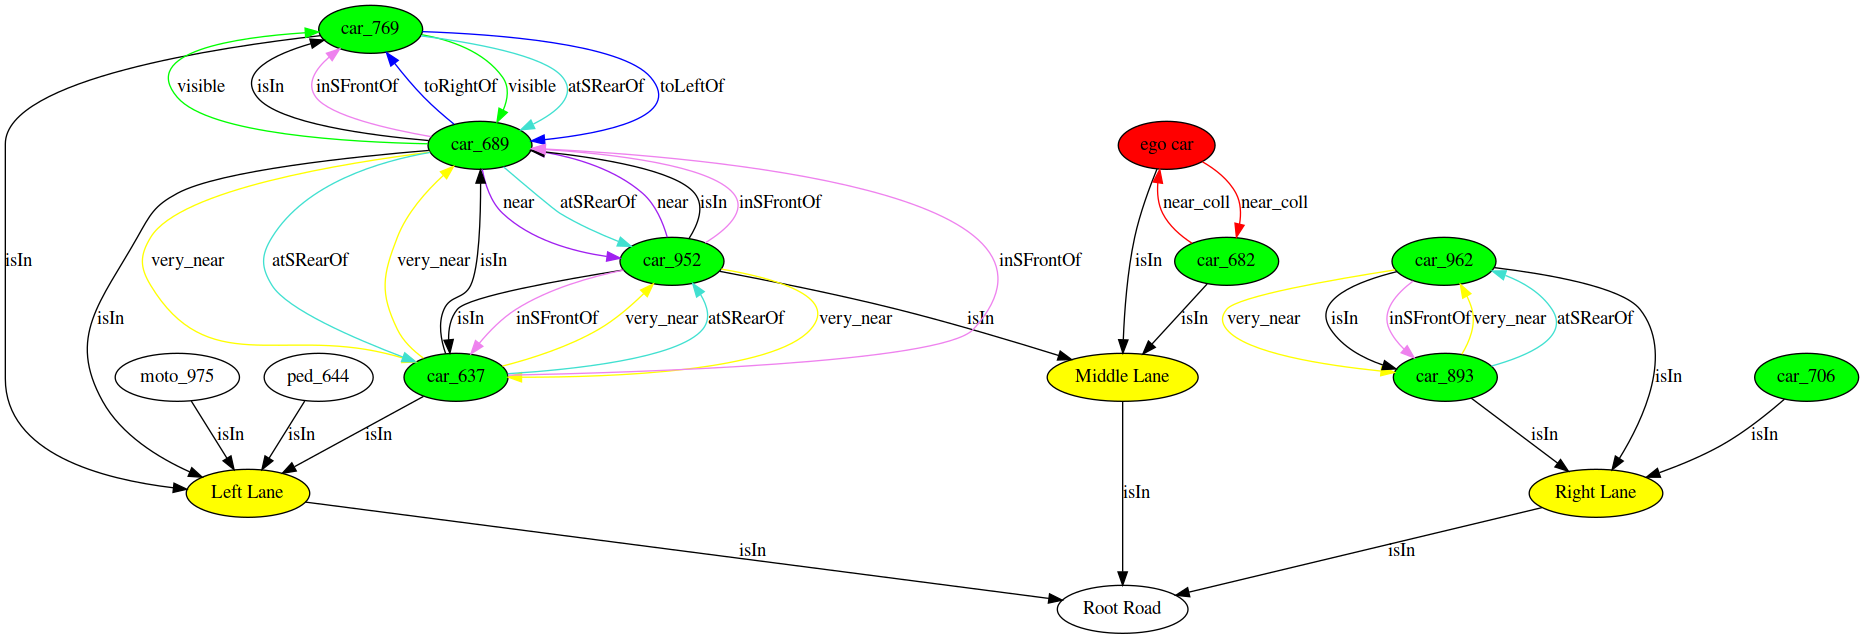 car_769
visible
isIn
inSFrontOf
toRightOf
visible
atSRearOf
toLeftOf
car_689
ego car
near
atSRearOf
near
isIn
inSFrontOf
near_coll
near_coll
isIn
very_near
atSRearOf
very_near
isIn
car_952
inSFrontOf
isIn
car_682
car_962
isIn
isIn
inSFrontOf
very_near
atSRearOf
very_near
isIn
isIn
very_near
isIn
inSFrontOf
very_near
atSRearOf
moto_975
ped_644
car_637
Middle Lane
car_893
isIn
car_706
isIn
isIn
isIn
isIn
isIn
Left Lane
Right Lane
isIn
isIn
isIn
Root Road